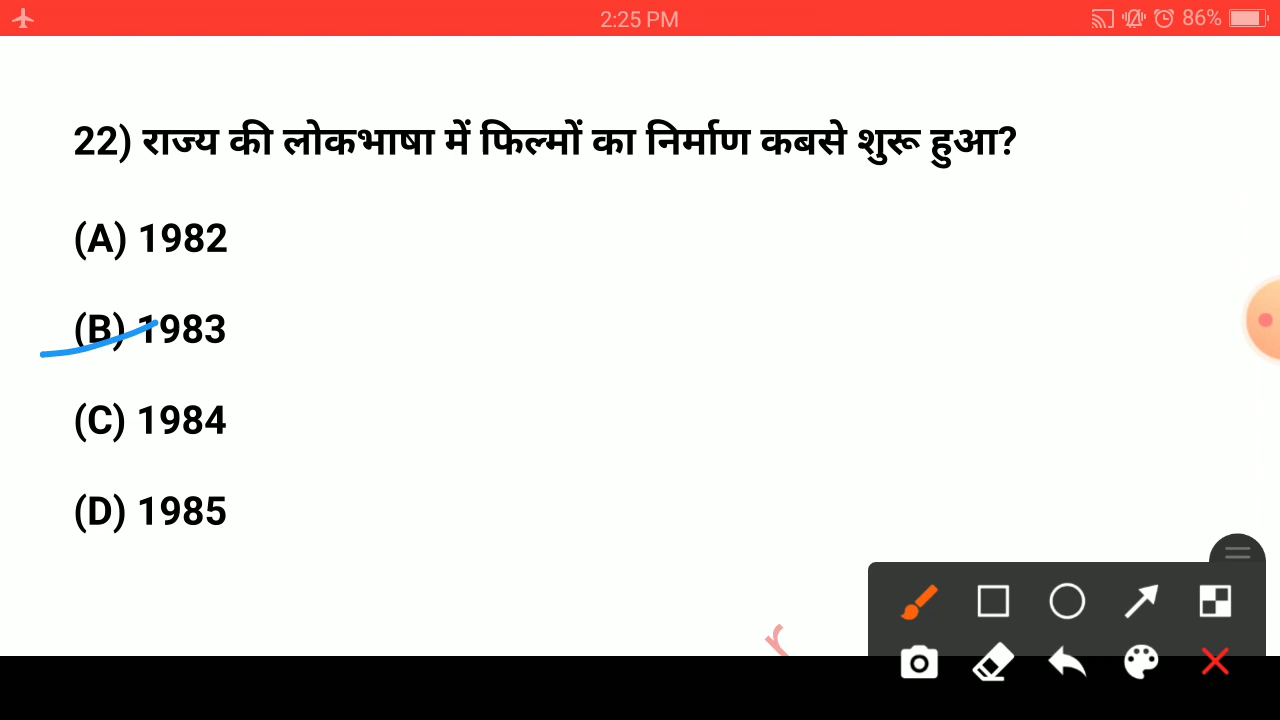 2:25 PM
86%
22) राज्य की लोकभाषा में फिल्मों का निर्माण कबसे शुरू हुआ?
(A) 1982
(B) 1983
(C) 1984
(D) 1985